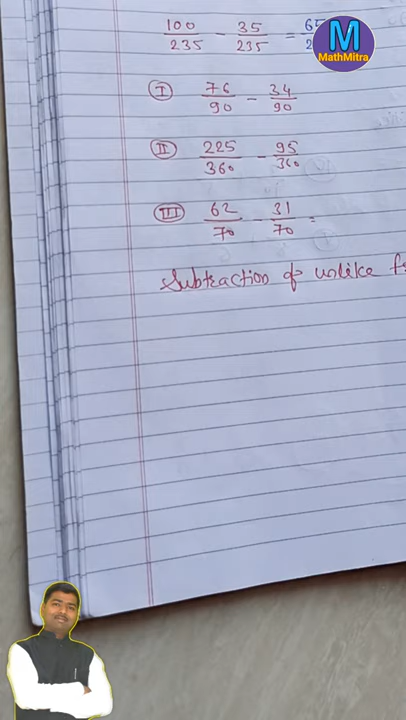 100/235 - 35/235 = 65
M
MathMitra
I 76/90 - 34/90
II 225/360 - 95/360
III 62/70 - 31/70 =
Subtraction of unlike